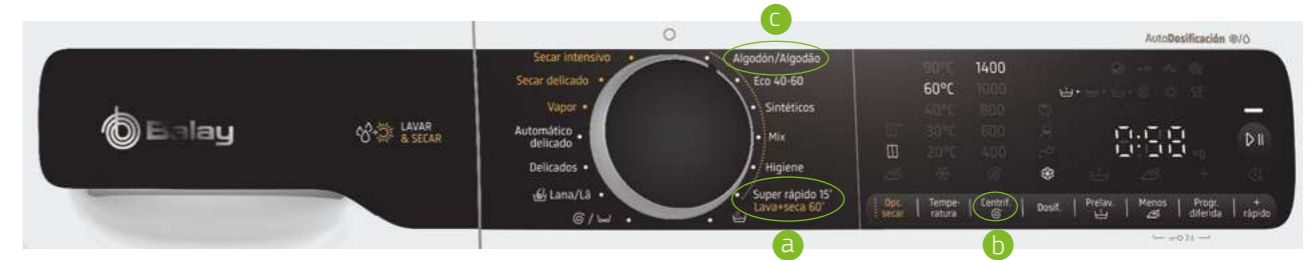 c
AutoDosificación
Balay
LAVAR
& SECAR
Secar intensivo
Secar delicado
Vapor
Automático
delicado
Delicados
Lana/Lã
Algodón/Algodão
Eco 40-60
Sintéticos
Mix
Higiene
Super rápido 15'
Lava+seca 60'
90°C 1400
60°C 1000
40°C 800
30°C 600
20°C 400
0:58
Opc.
secar
Tempe-
ratura
Centrif.
Dosif.
Prelav.
Menos
Progr.
diferida
+
rápido
a
b